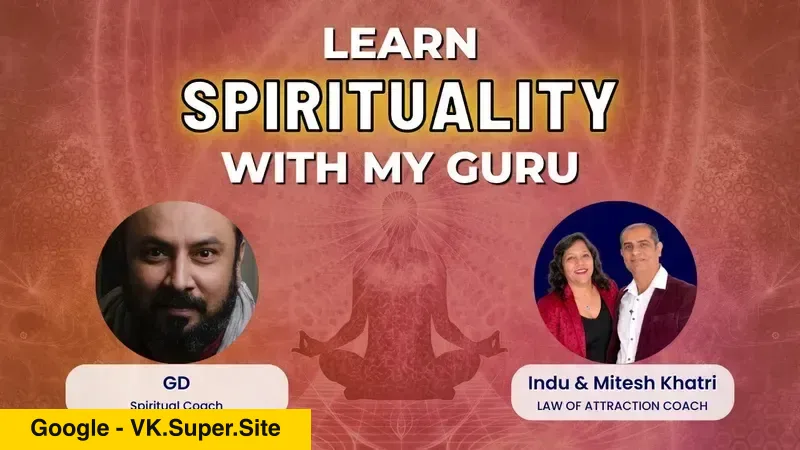 LEARN
SPIRITUALITY
WITH MY GURU
GD
Spiritual Coach
Indu & Mitesh Khatri
LAW OF ATTRACTION COACH
Google - VK.Super.Site